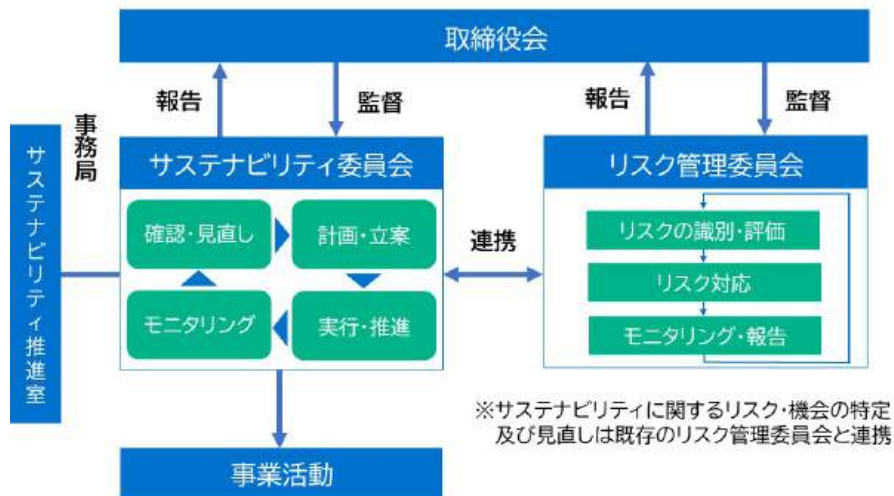 取締役会
報告
監督
報告
監督
サステナビリティ推進室
事務局
サステナビリティ委員会
確認・見直し
計画・立案
モニタリング
実行・推進
連携
リスク管理委員会
リスクの識別・評価
リスク対応
モニタリング・報告
※サステナビリティに関するリスク・機会の特定
及び見直しは既存のリスク管理委員会と連携
事業活動